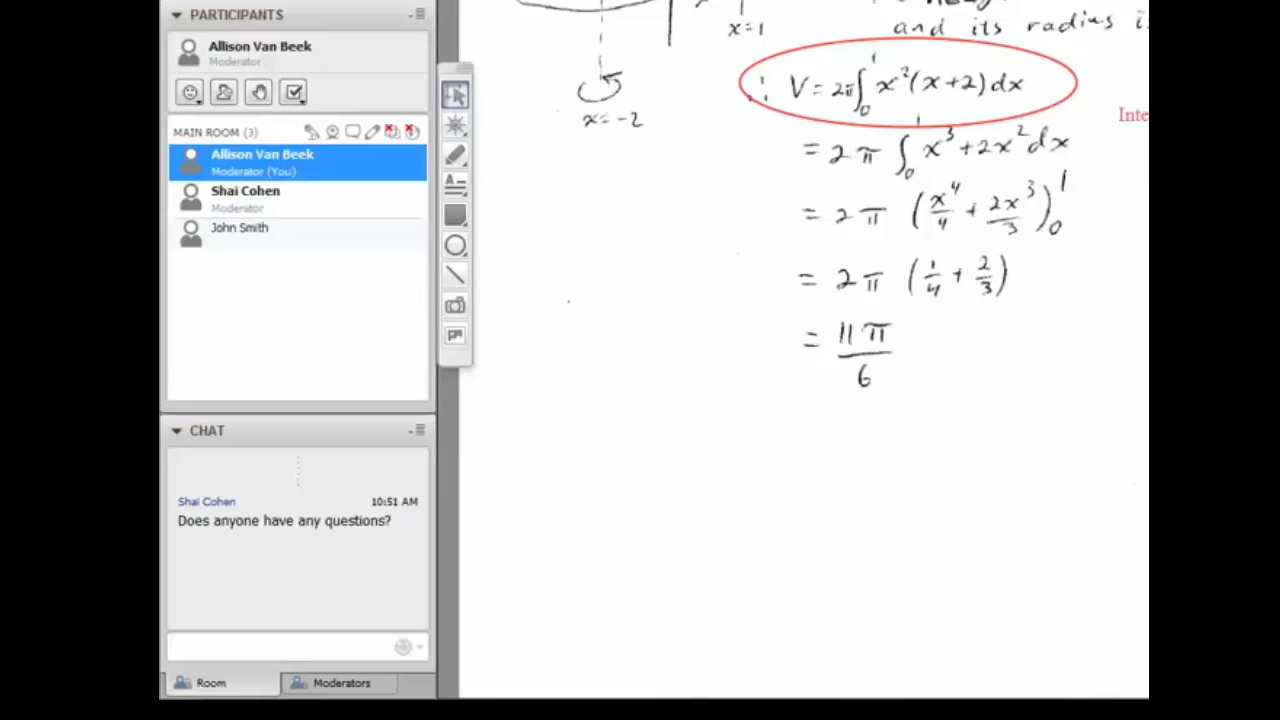 PARTICIPANTS
Allison Van Beek
Moderator
MAIN ROOM (3)
Allison Van Beek
Moderator (You)
Shai Cohen
Moderator
John Smith
CHAT
Shai Cohen 10:51 AM
Does anyone have any questions?
Room Moderators
x=1
and its radius is
x=-2
∴ V = 2π∫₀¹ x²(x+2)dx
Inte
= 2π ∫₀¹ x³+2x²dx
= 2π (x⁴/4 + 2x³/3)₀¹
= 2π (1/4 + 2/3)
= 11π/6